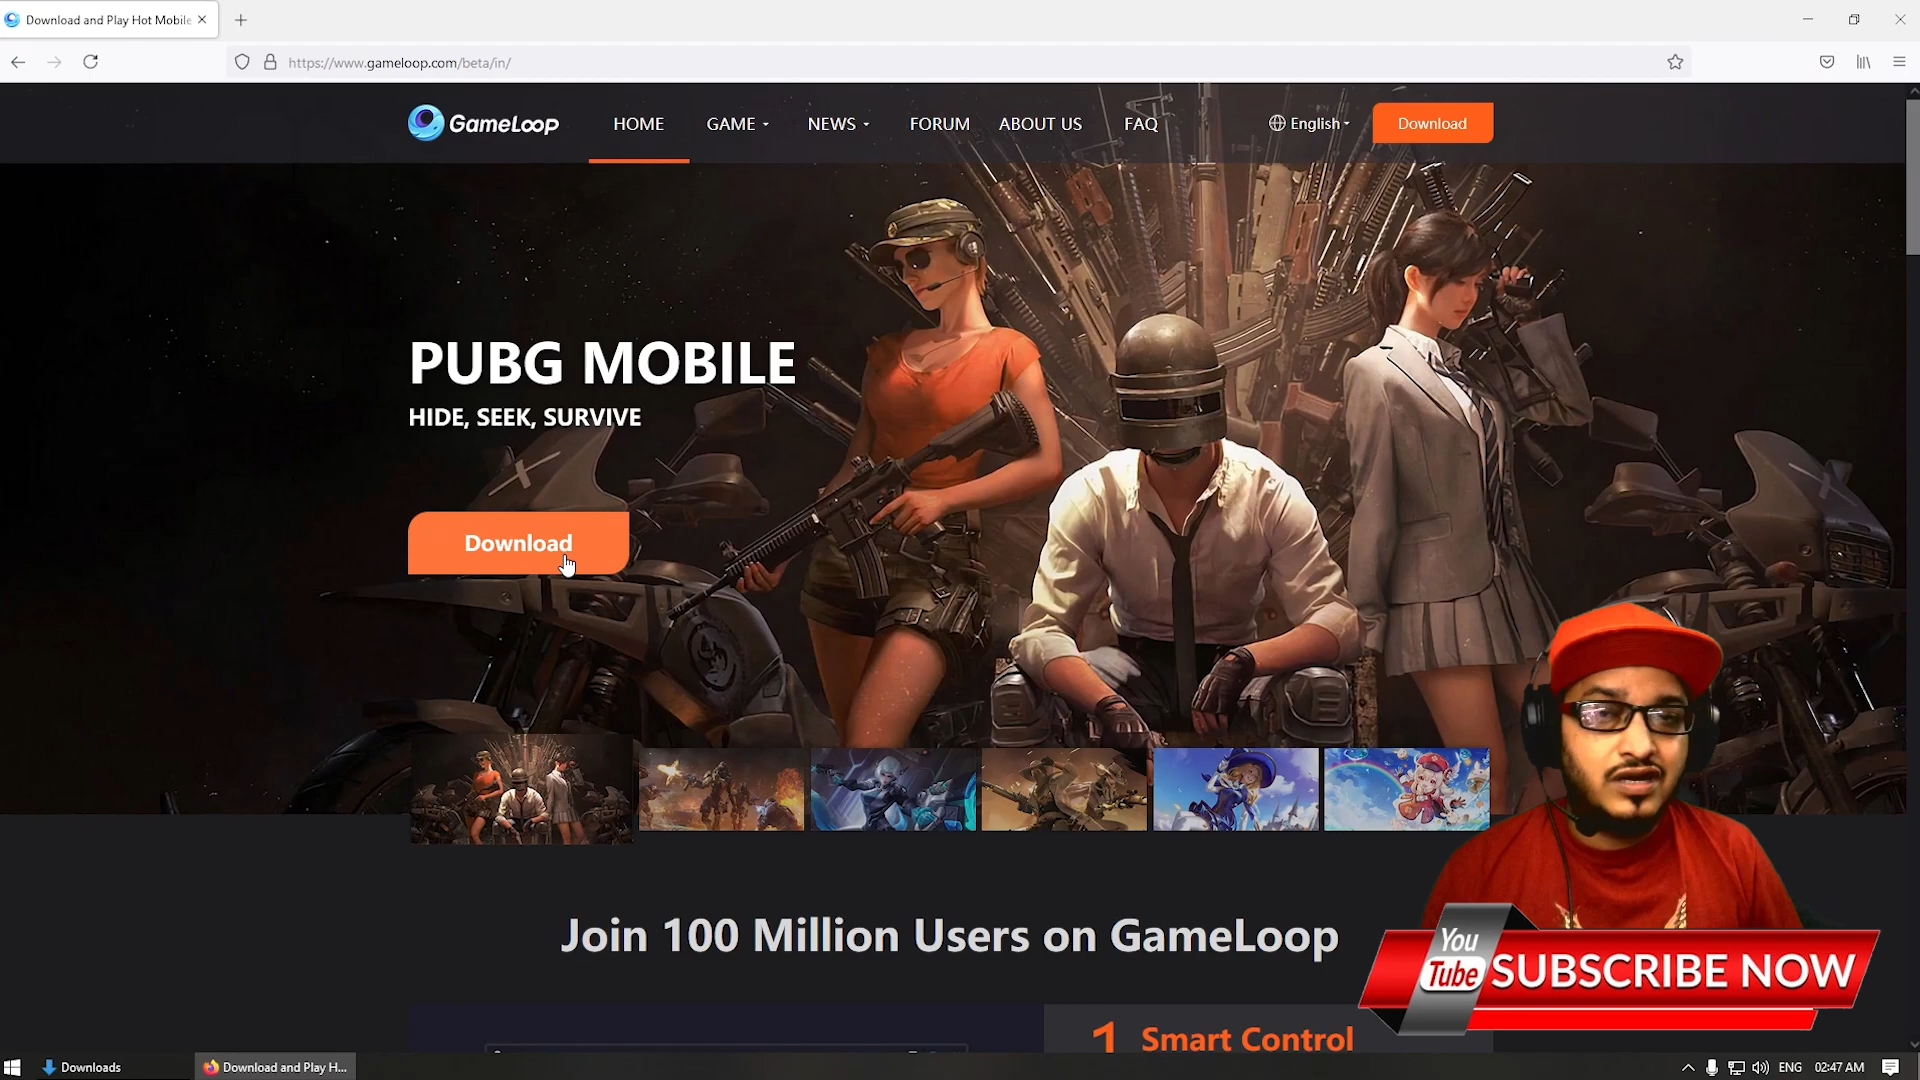 Download and Play Hot Mobile
https://www.gameloop.com/beta/in/
GameLoop
HOME
GAME
NEWS
FORUM
ABOUT US
FAQ
English
Download
PUBG MOBILE
HIDE, SEEK, SURVIVE
Download
Join 100 Million Users on GameLoop
1 Smart Control
You
Tube
SUBSCRIBE NOW
Downloads
Download and Play H...
ENG
02:47 AM